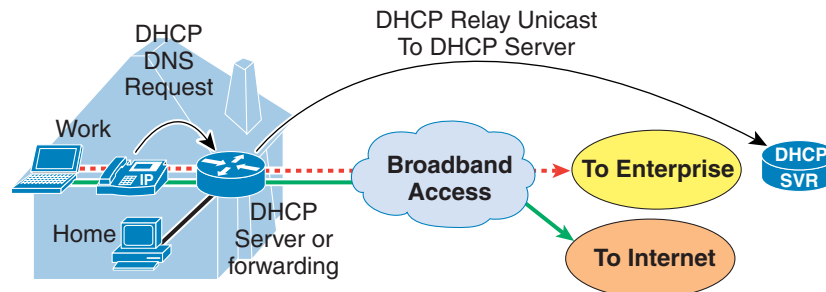 DHCP Relay Unicast
To DHCP Server
DHCP
DNS
Request
Work
IP
Broadband
Access
To Enterprise
DHCP
SVR
Home
DHCP
Server or
forwarding
To Internet